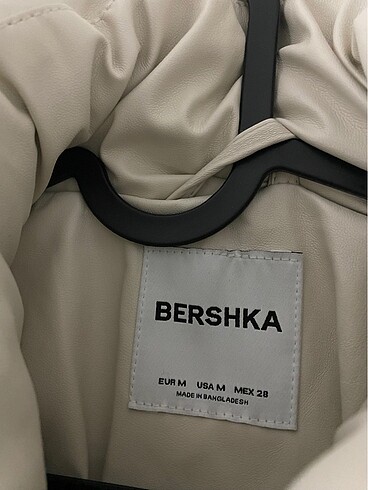 BERSHKA
EUR M USA M MEX 28
MADE IN BANGLADESH